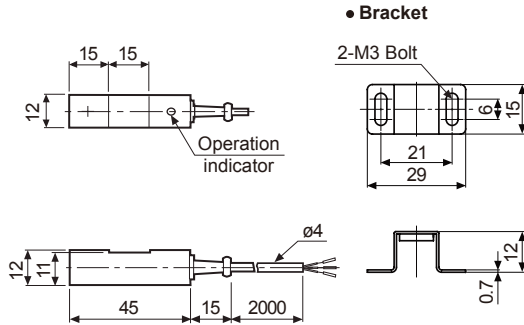 • Bracket
15
15
2-M3 Bolt
12
6
15
Operation
indicator
21
29
ø4
12
11
12
0.7
45
15
2000